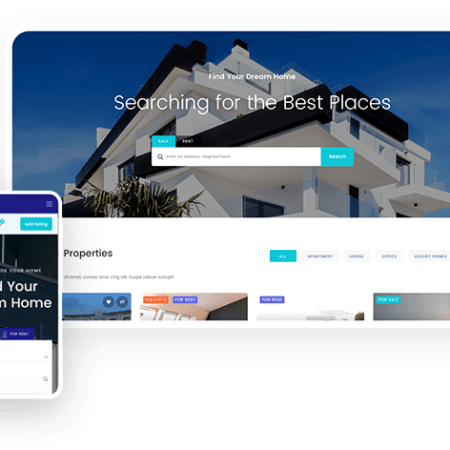 Find Your Dream Home
Searching for the Best Places
SALE RENT
Enter an address, neighborhood
Search
Properties
ALL APARTMENT HOUSE OFFICE LUXURY HOMES
FEATURED FOR RENT
FOR RENT
FOR SALE
Add listing
DE YOUR HOME
d Your
m Home
FOR RENT